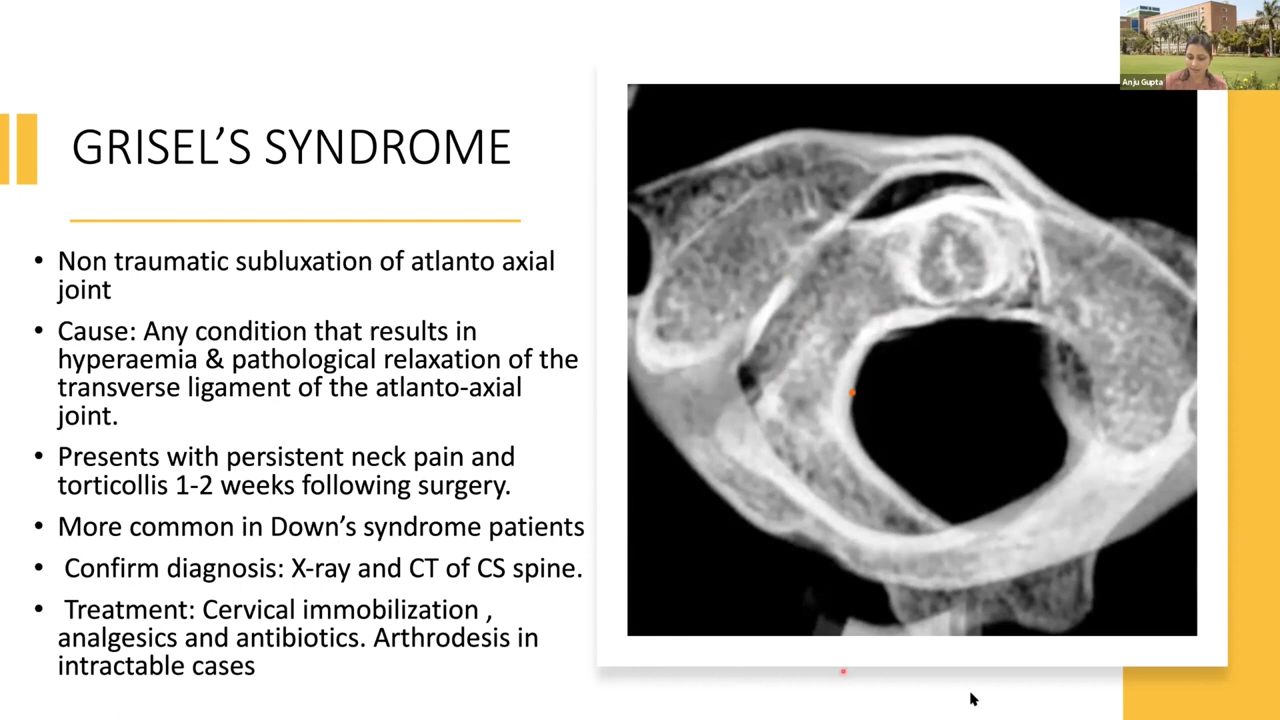 Anju Gupta
GRISEL’S SYNDROME
• Non traumatic subluxation of atlanto axial
joint
• Cause: Any condition that results in
hyperaemia & pathological relaxation of the
transverse ligament of the atlanto-axial
joint.
• Presents with persistent neck pain and
torticollis 1-2 weeks following surgery.
• More common in Down’s syndrome patients
• Confirm diagnosis: X-ray and CT of CS spine.
• Treatment: Cervical immobilization ,
analgesics and antibiotics. Arthrodesis in
intractable cases